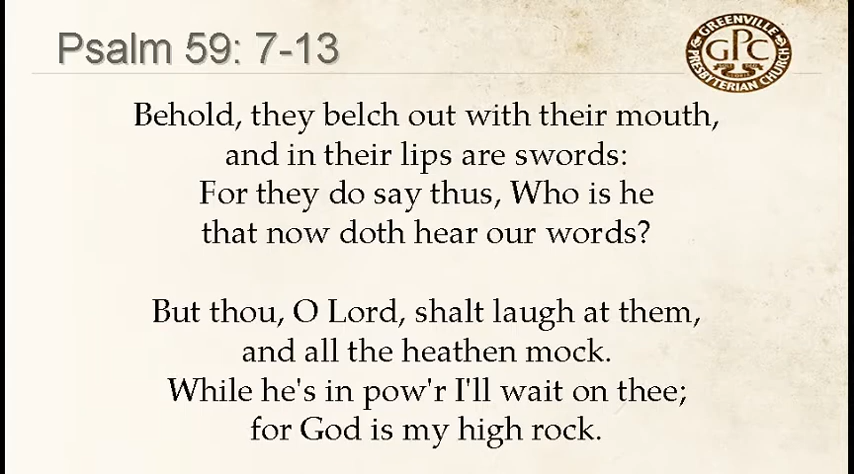 Psalm 59: 7-13
GREENVILLE
GPC
PRESBYTERIAN CHURCH
Behold, they belch out with their mouth,
and in their lips are swords:
For they do say thus, Who is he
that now doth hear our words?
But thou, O Lord, shalt laugh at them,
and all the heathen mock.
While he's in pow'r I'll wait on thee;
for God is my high rock.